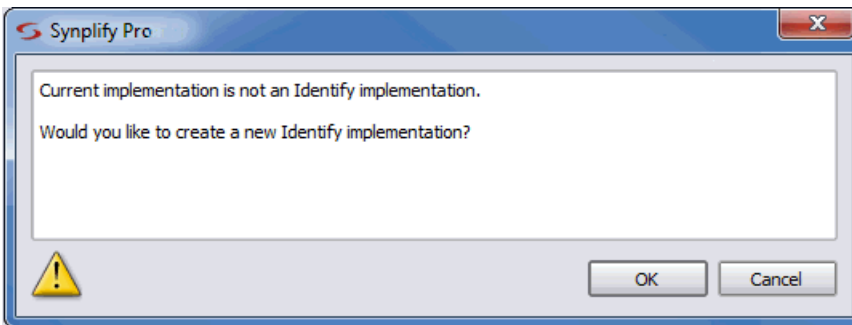 Synplify Pro
Current implementation is not an Identify implementation.
Would you like to create a new Identify implementation?
OK
Cancel